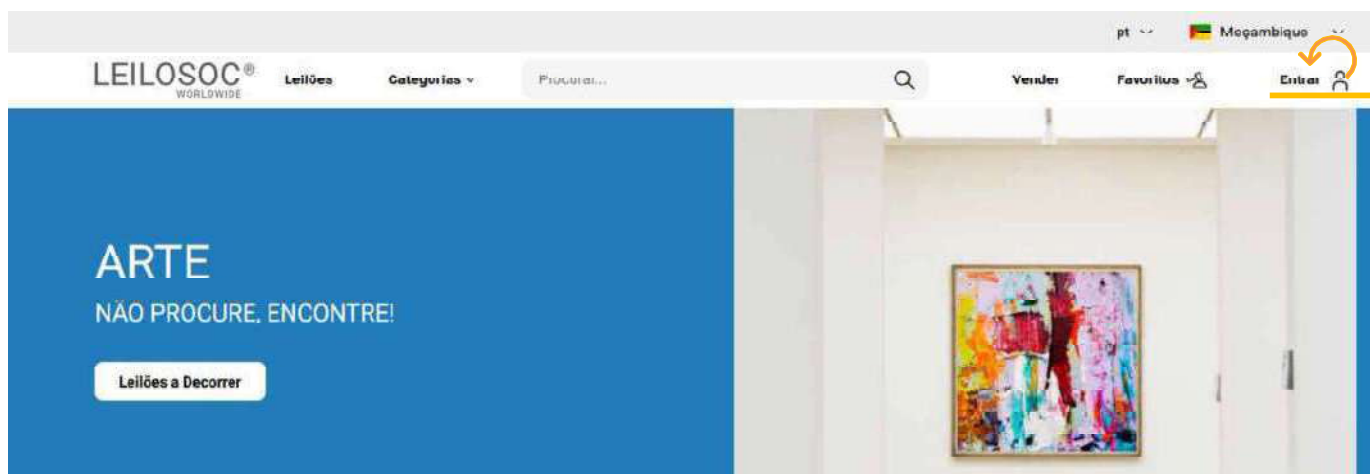 pt Moçambique
LEILOSOC® Leilões Categorias Procurar... Vender Favoritos Entrar
WORLDWIDE
ARTE
NÃO PROCURE, ENCONTRE!
Leilões a Decorrer